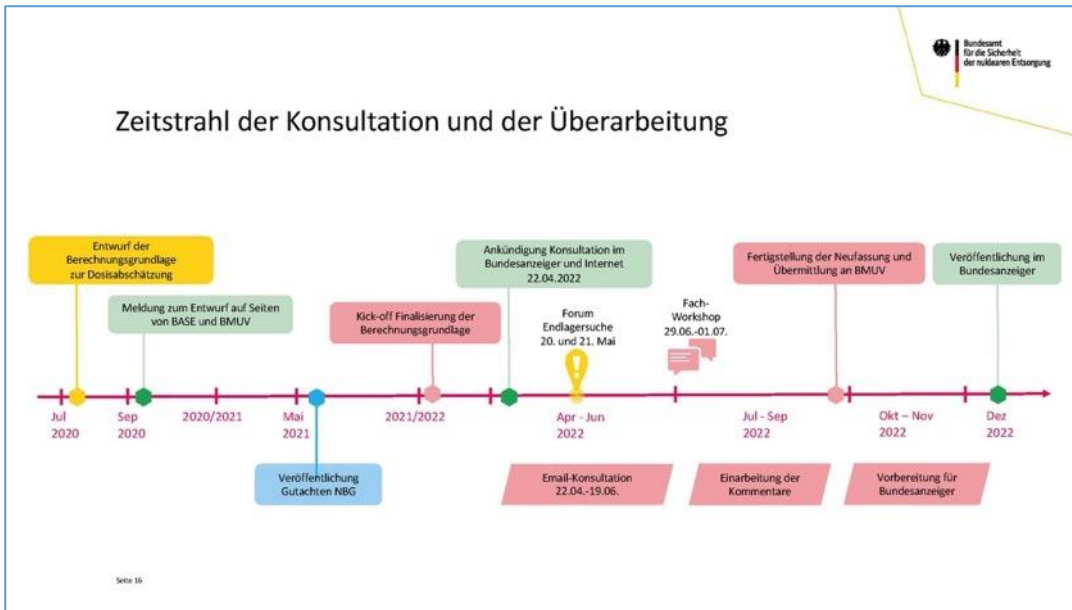 Bundesamt
für die Sicherheit
der nuklearen Entsorgung
Zeitstrahl der Konsultation und der Überarbeitung
Entwurf der
Berechnungsgrundlage
zur Dosisabschätzung
Meldung zum Entwurf auf Seiten
von BASE und BMUV
Kick-off Finalisierung der
Berechnungsgrundlage
Ankündigung Konsultation im
Bundesanzeiger und Internet
22.04.2022
Forum
Endlagersuche
20. und 21. Mai
Fach-
Workshop
29.06.-01.07.
Fertigstellung der Neufassung und
Übermittlung an BMUV
Veröffentlichung im
Bundesanzeiger
Jul
2020
Sep
2020
2020/2021
Mai
2021
2021/2022
Apr - Jun
2022
Jul - Sep
2022
Okt – Nov
2022
Dez
2022
Veröffentlichung
Gutachten NBG
Email-Konsultation
22.04.-19.06.
Einarbeitung der
Kommentare
Vorbereitung für
Bundesanzeiger
Seite 16